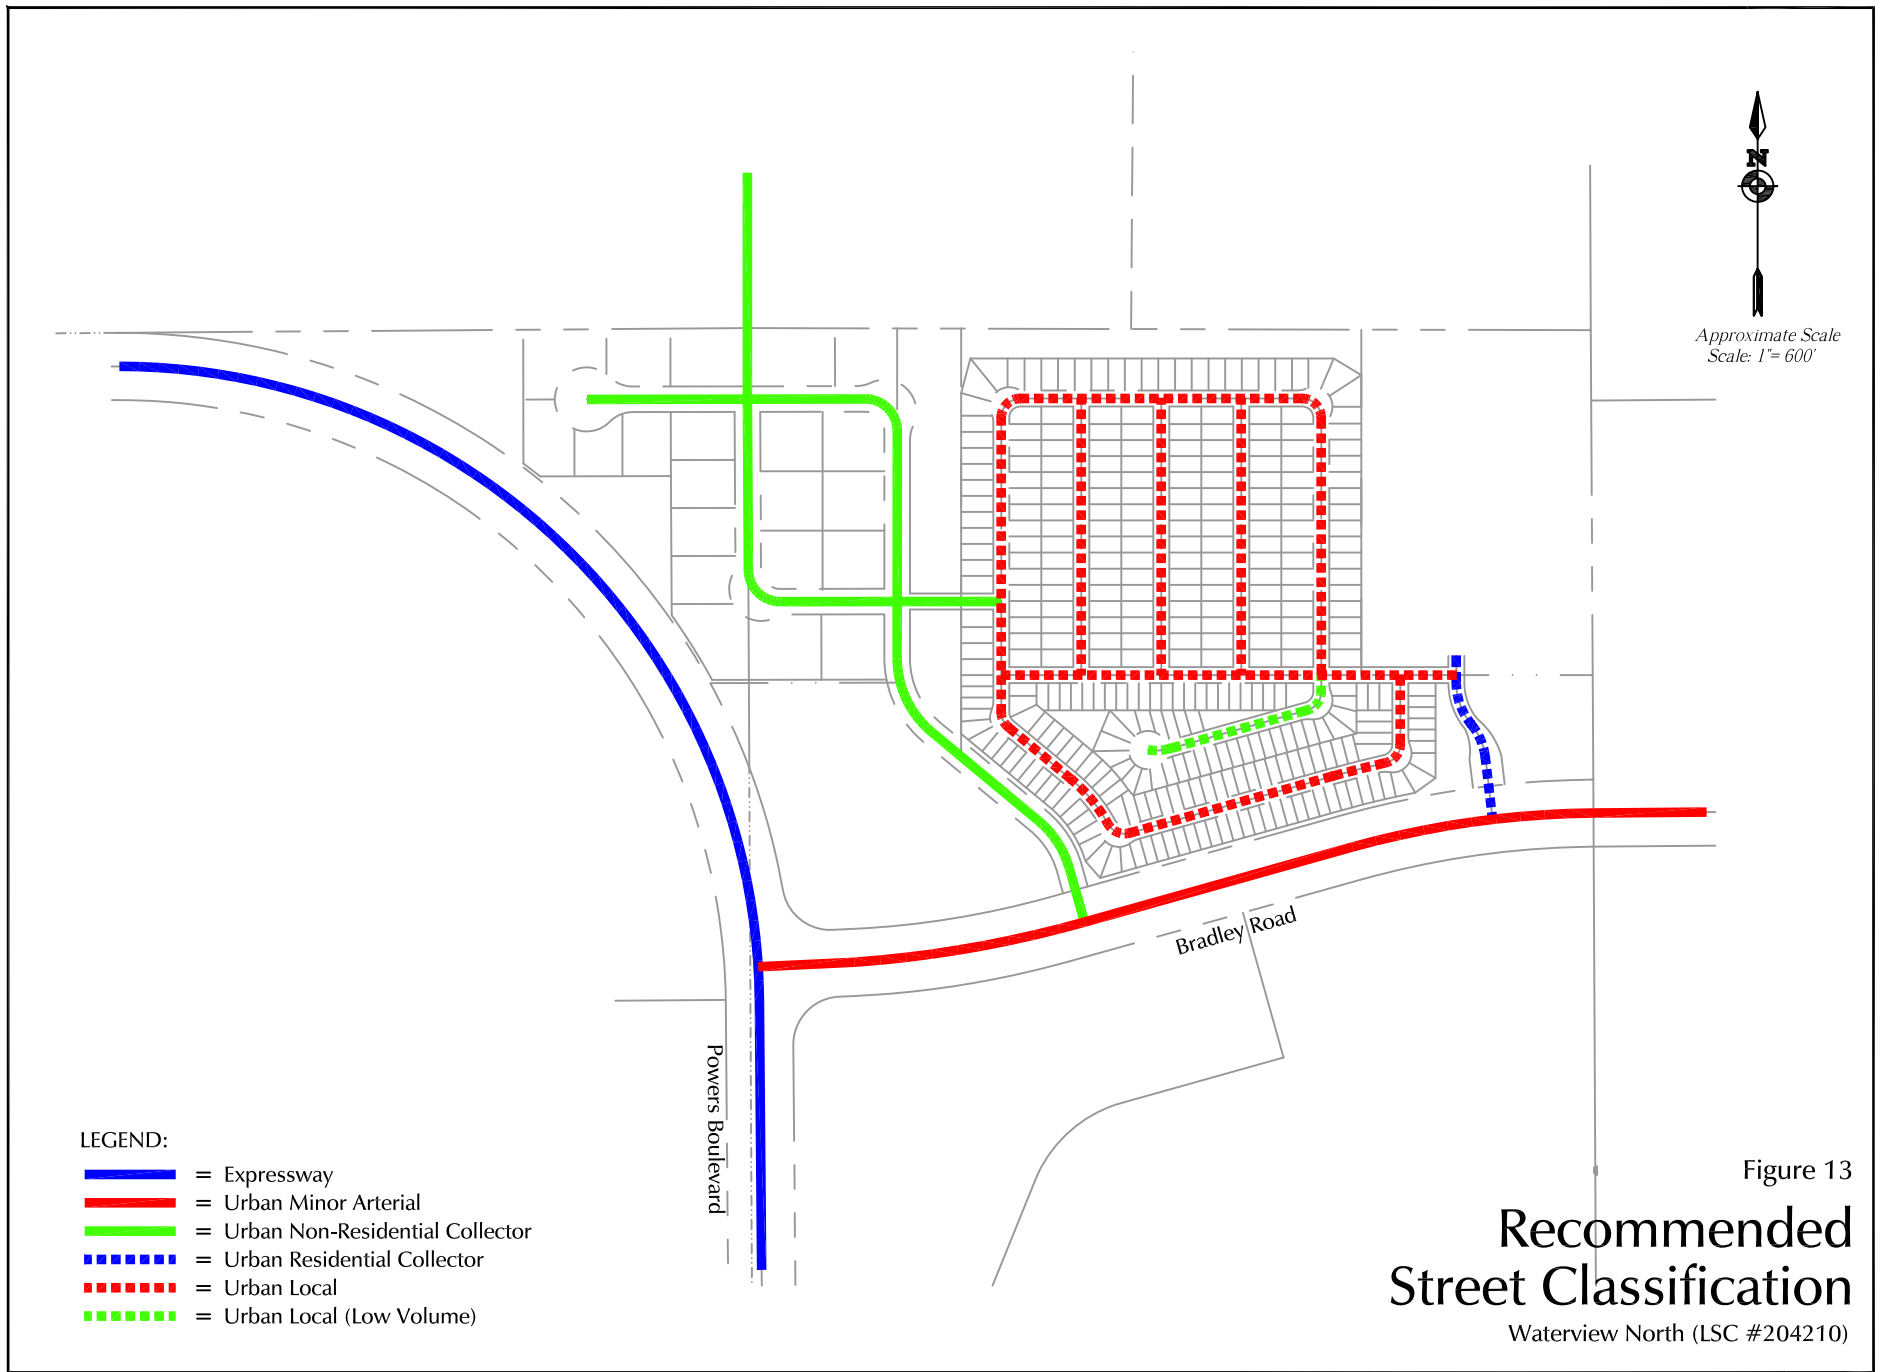 N
Approximate Scale
Scale: 1"= 600'
Bradley Road
Powers Boulevard
LEGEND:
= Expressway
= Urban Minor Arterial
= Urban Non-Residential Collector
= Urban Residential Collector
= Urban Local
= Urban Local (Low Volume)
Figure 13
Recommended
Street Classification
Waterview North (LSC #204210)